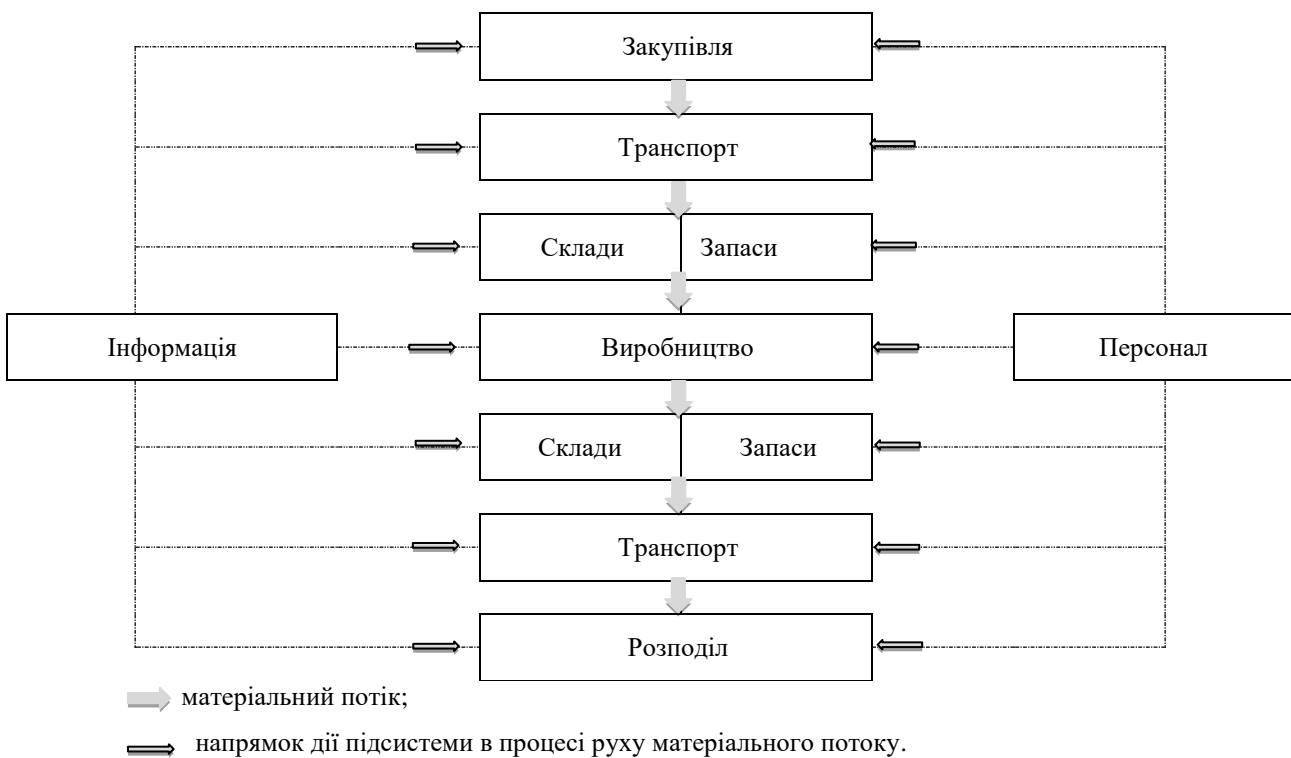 Закупівля
Транспорт
Склади Запаси
Інформація Виробництво Персонал
Склади Запаси
Транспорт
Розподіл
матеріальний потік;
напрямок дії підсистеми в процесі руху матеріального потоку.